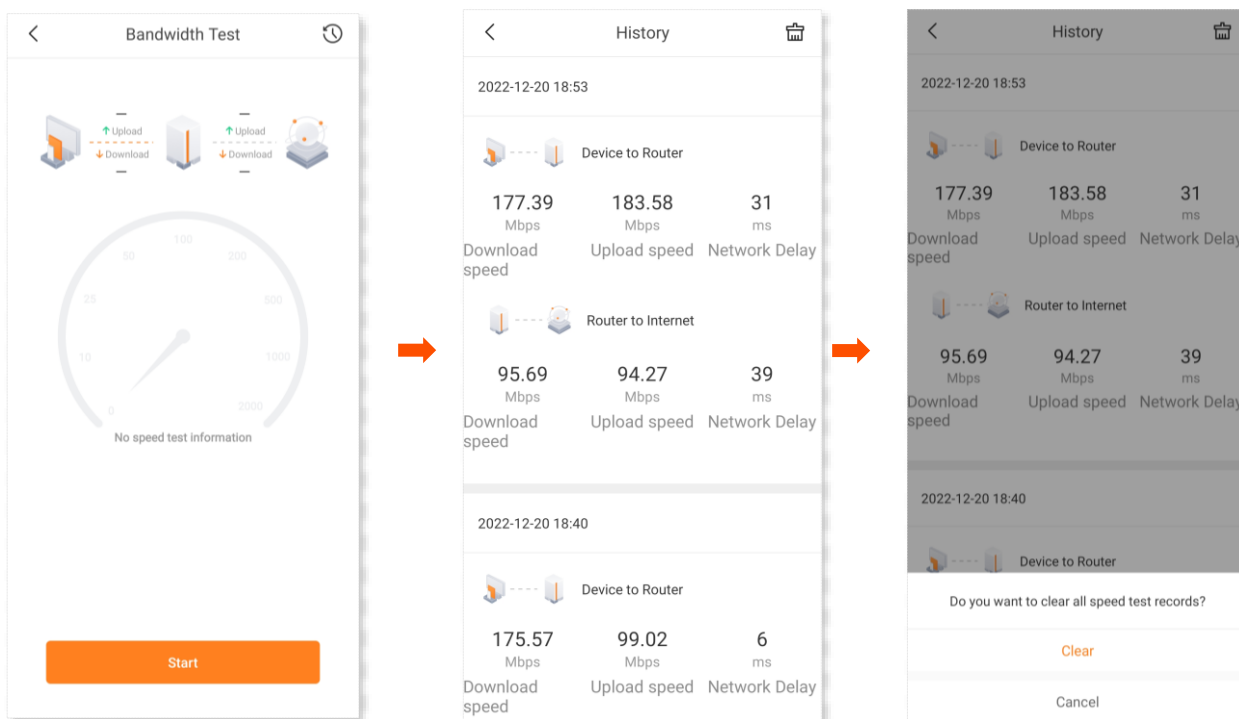 Bandwidth Test
–
–
↑ Upload
↑ Upload
↓ Download
↓ Download
–
–
100
50
200
25
500
10
1000
0
2000
No speed test information
Start
History
2022-12-20 18:53
Device to Router
177.39
183.58
31
Mbps
Mbps
ms
Download speed
Upload speed
Network Delay
Router to Internet
95.69
94.27
39
Mbps
Mbps
ms
Download speed
Upload speed
Network Delay
2022-12-20 18:40
Device to Router
175.57
99.02
6
Mbps
Mbps
ms
Download speed
Upload speed
Network Delay
History
2022-12-20 18:53
Device to Router
177.39
183.58
31
Mbps
Mbps
ms
Download speed
Upload speed
Network Delay
Router to Internet
95.69
94.27
39
Mbps
Mbps
ms
Download speed
Upload speed
Network Delay
2022-12-20 18:40
Device to Router
Do you want to clear all speed test records?
Clear
Cancel